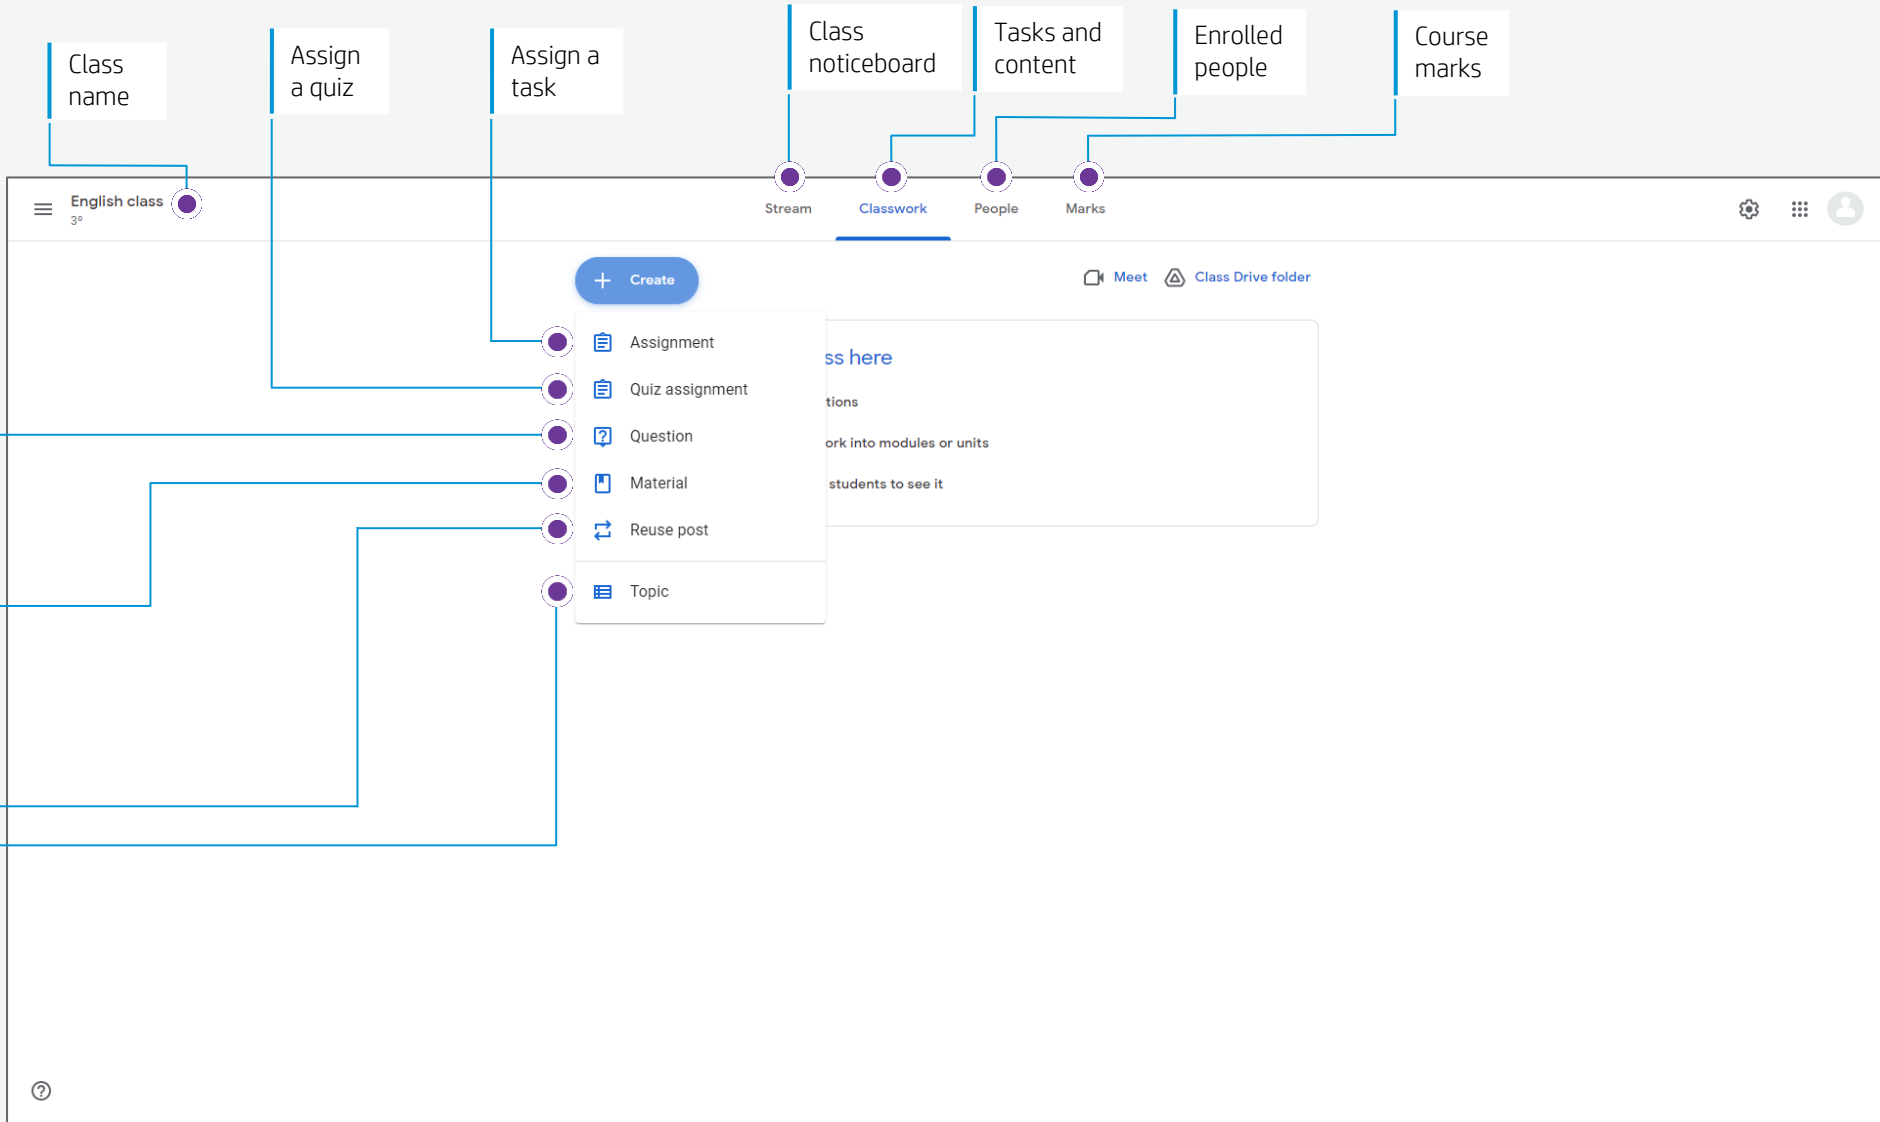 Class
name
Assign
a quiz
Assign a
task
Class
noticeboard
Tasks and
content
Enrolled
people
Course
marks
English class
3º
Stream
Classwork
People
Marks
Create
Meet
Class Drive folder
Assignment
Quiz assignment
Question
Material
Reuse post
Topic
ss here
tions
ork into modules or units
students to see it